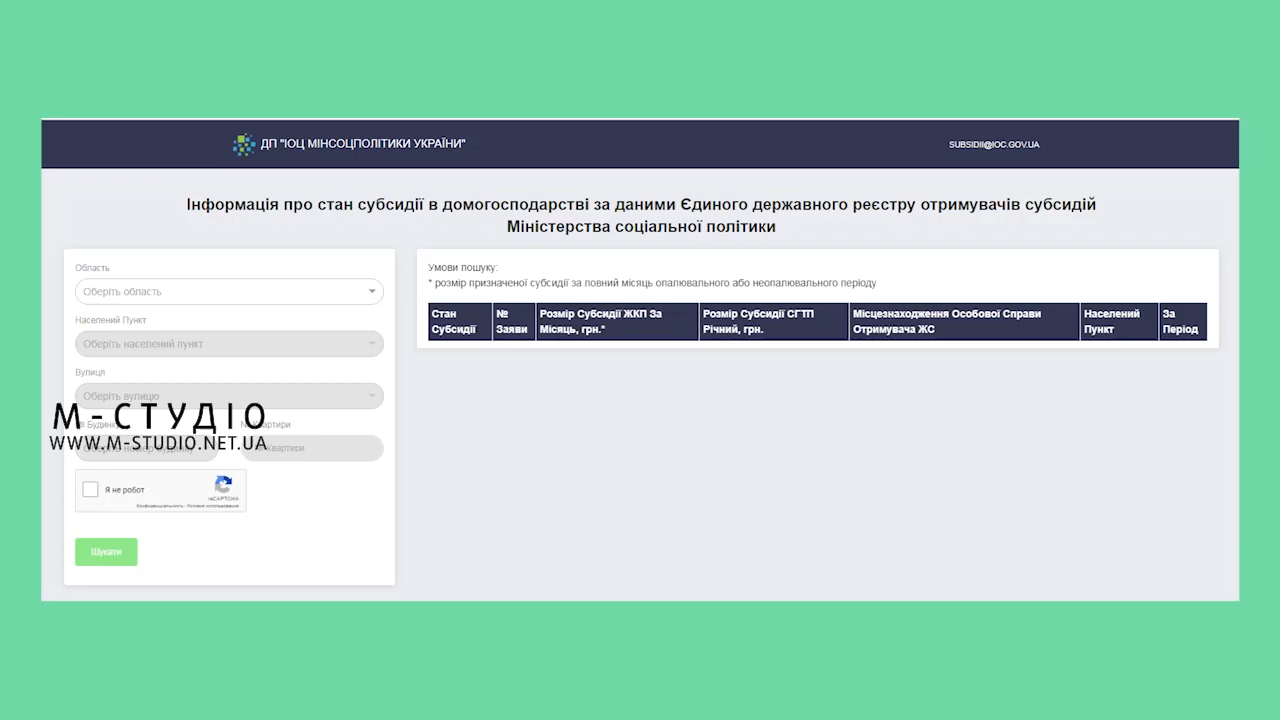 ДП "ІОЦ МІНСОЦПОЛІТИКИ УКРАЇНИ"
SUBSIDII@IOC.GOV.UA
Інформація про стан субсидії в домогосподарстві за даними Єдиного державного реєстру отримувачів субсидій
Міністерства соціальної політики
Область
Оберіть область
Населений Пункт
Оберіть населений пункт
Вулиця
Оберіть вулицю
М-СТУДІО
WWW.M-STUDIO.NET.UA
Я не робот
reCAPTCHA
Конфиденциальность - Условия использования
Шукати
Умови пошуку:
* розмір призначеної субсидії за повний місяць опалювального або неопалювального періоду
Стан Субсидії
№ Заяви
Розмір Субсидії ЖКП За Місяць, грн.*
Розмір Субсидії СГТП Річний, грн.
Місцезнаходження Особової Справи Отримувача ЖС
Населений Пункт
За Період